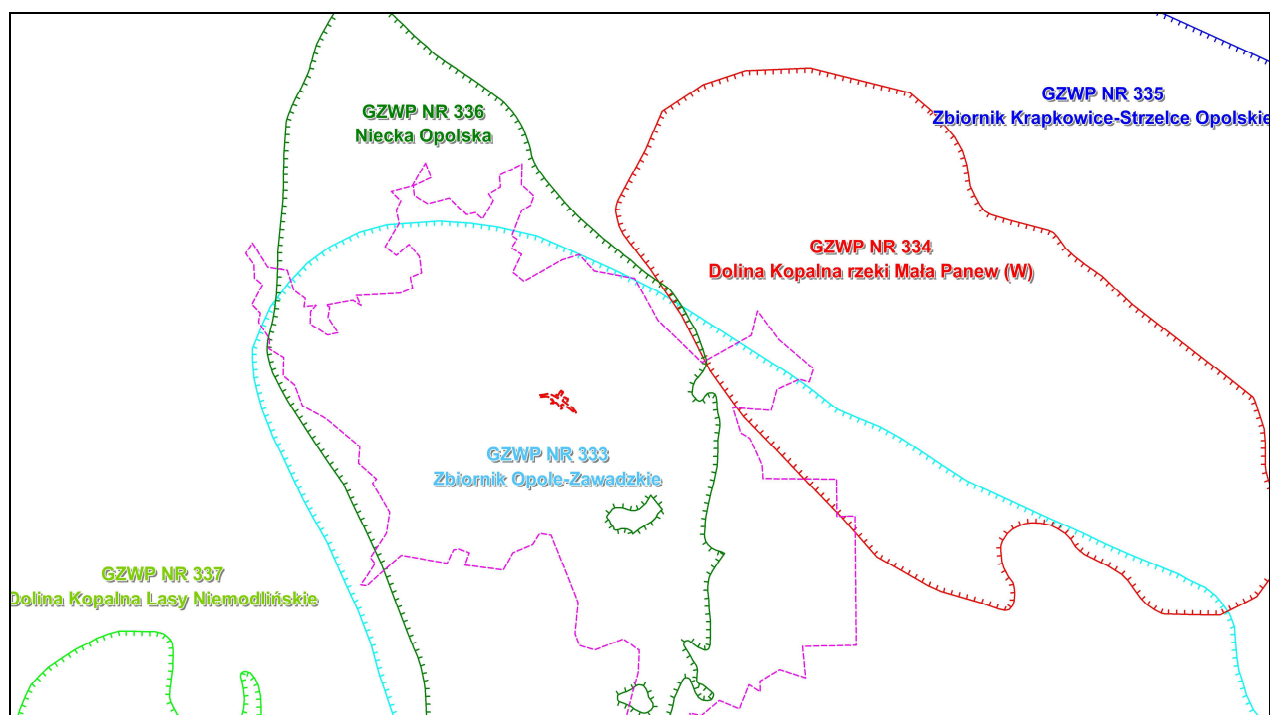 GZWP NR 335
Zbiornik Krapkowice-Strzelce Opolskie
GZWP NR 336
Niecka Opolska
GZWP NR 334
Dolina Kopalna rzeki Mała Panew (W)
GZWP NR 333
Zbiornik Opole-Zawadzkie
GZWP NR 337
Dolina Kopalna Lasy Niemodlińskie